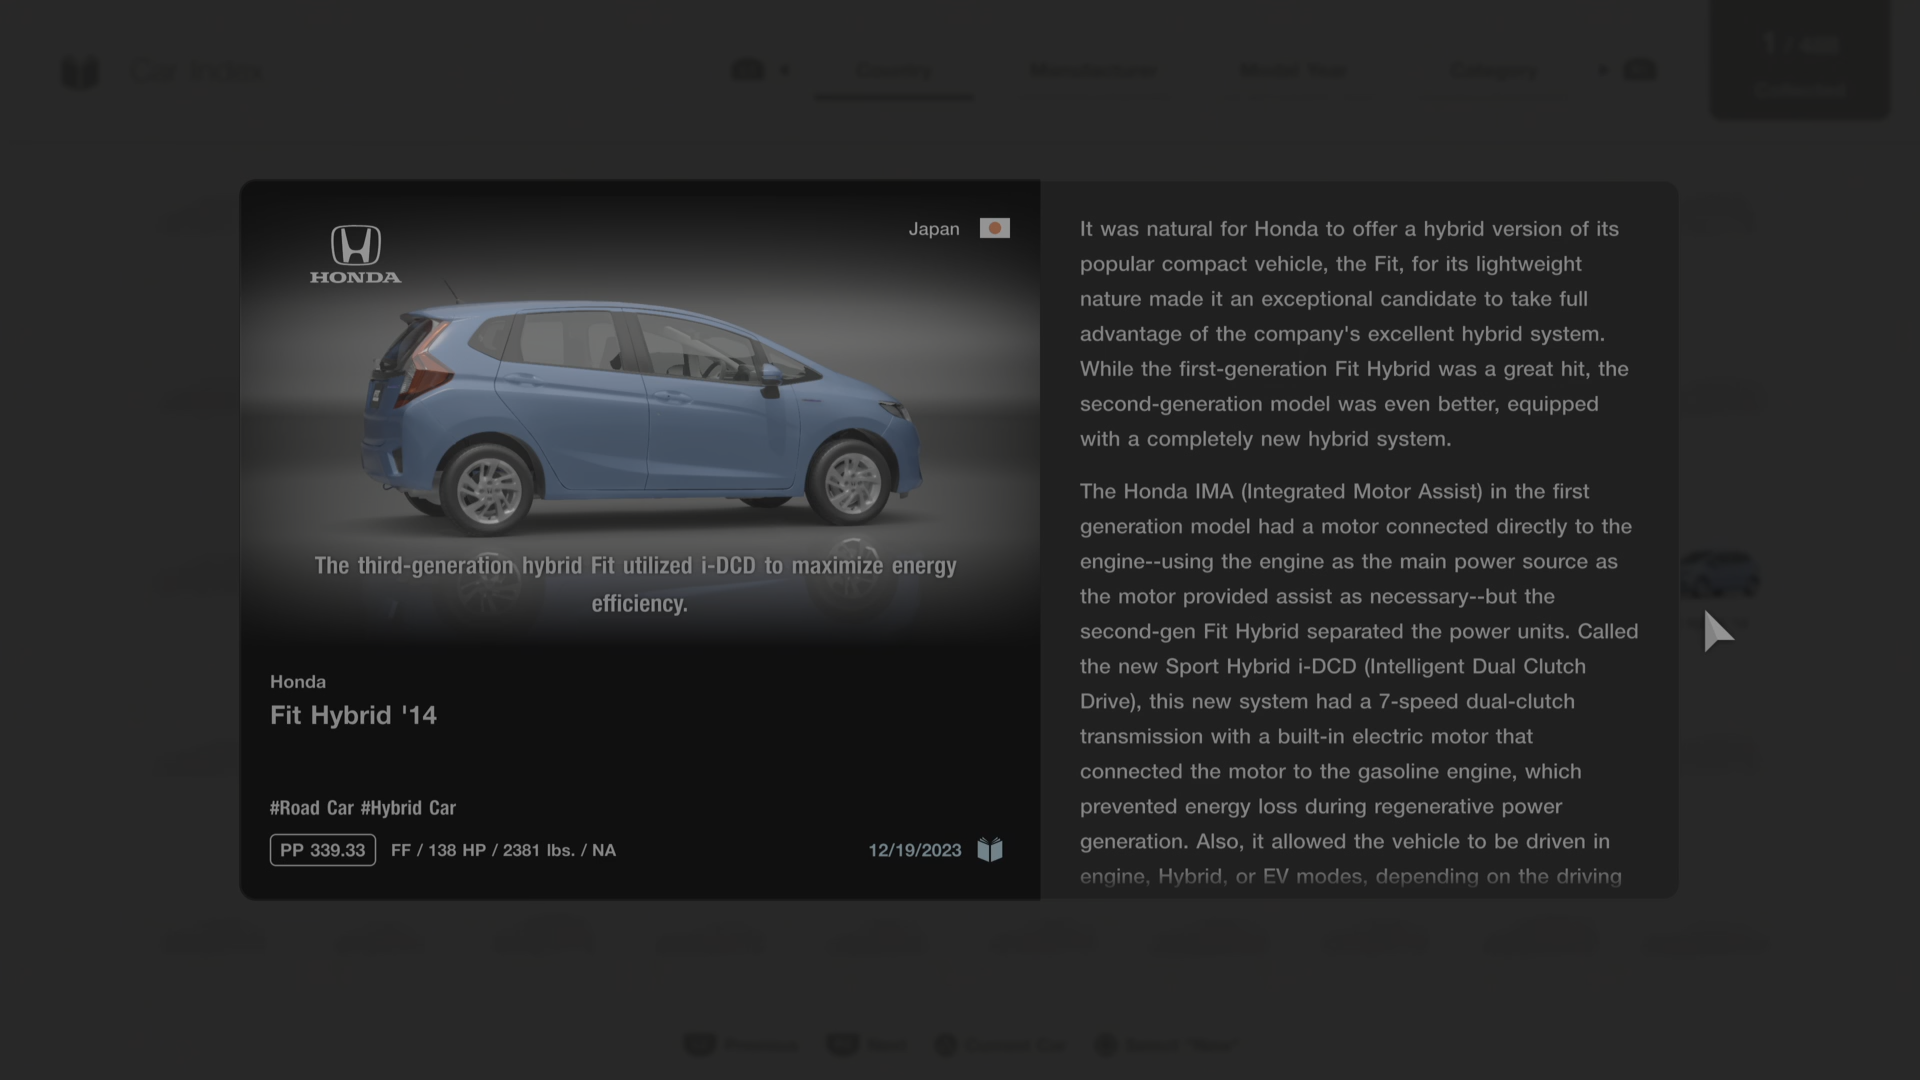 Car Index
Country
Manufacturer
Model Year
Category
Collected
HONDA
Japan
The third-generation hybrid Fit utilized i-DCD to maximize energy
efficiency.
Honda
Fit Hybrid '14
#Road Car #Hybrid Car
PP 339.33
FF / 138 HP / 2381 lbs. / NA
12/19/2023
It was natural for Honda to offer a hybrid version of its
popular compact vehicle, the Fit, for its lightweight
nature made it an exceptional candidate to take full
advantage of the company's excellent hybrid system.
While the first-generation Fit Hybrid was a great hit, the
second-generation model was even better, equipped
with a completely new hybrid system.
The Honda IMA (Integrated Motor Assist) in the first
generation model had a motor connected directly to the
engine--using the engine as the main power source as
the motor provided assist as necessary--but the
second-gen Fit Hybrid separated the power units. Called
the new Sport Hybrid i-DCD (Intelligent Dual Clutch
Drive), this new system had a 7-speed dual-clutch
transmission with a built-in electric motor that
connected the motor to the gasoline engine, which
prevented energy loss during regenerative power
generation. Also, it allowed the vehicle to be driven in
engine, Hybrid, or EV modes, depending on the driving